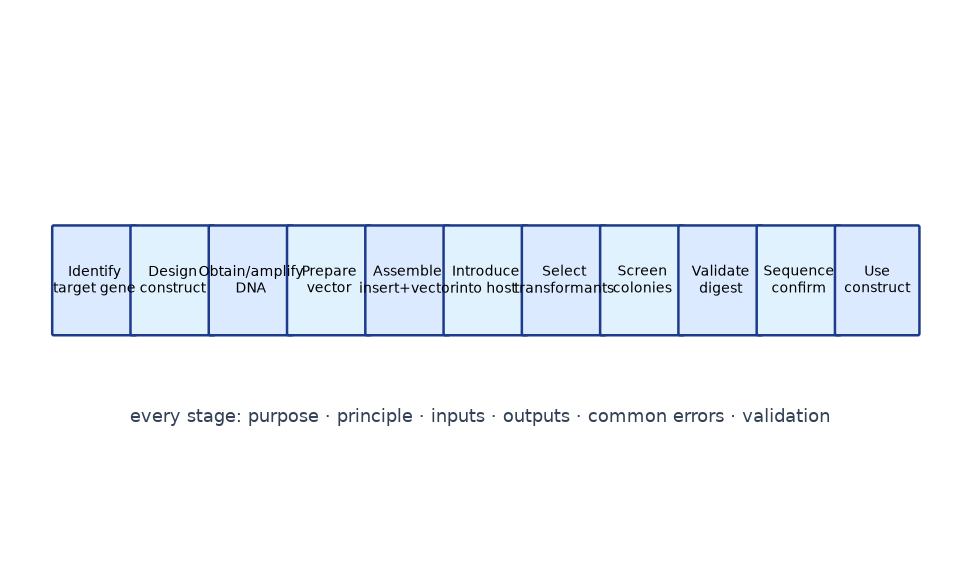 Identify
target gene
Design
construct
Obtain/amplify
DNA
Prepare
vector
Assemble
insert+vector
Introduce
into host
Select
transformants
Screen
colonies
Validate
digest
Sequence
confirm
Use
construct
every stage: purpose · principle · inputs · outputs · common errors · validation